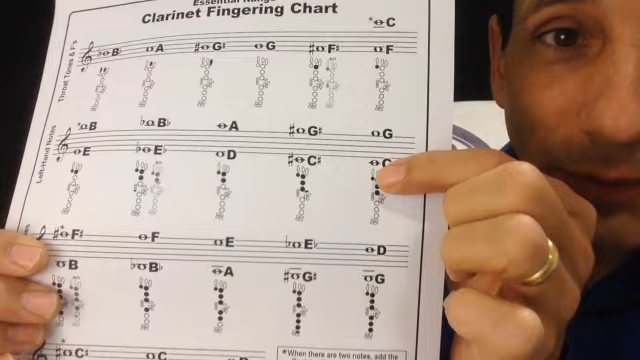 Essential Range
Clarinet Fingering Chart
*C
Throat Tones & F's
♭B♭ A G♯ G F♯ F
Left-Hand Notes
*B B♭ A G♯ G
E E♭ D C♯ C
*F♯ F E E♭ D
B B♭ A G♯ G
*C♯ C
*When there are two notes, add the